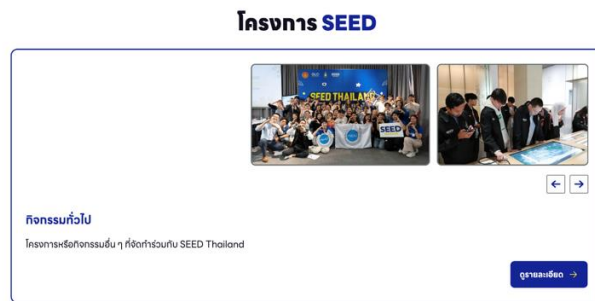 โครงการ SEED
SEED THAILAND
SEED
กิจกรรมทั่วไป
โครงการหรือกิจกรรมอื่น ๆ ที่จัดทำร่วมกับ SEED Thailand
ดูรายละเอียด →